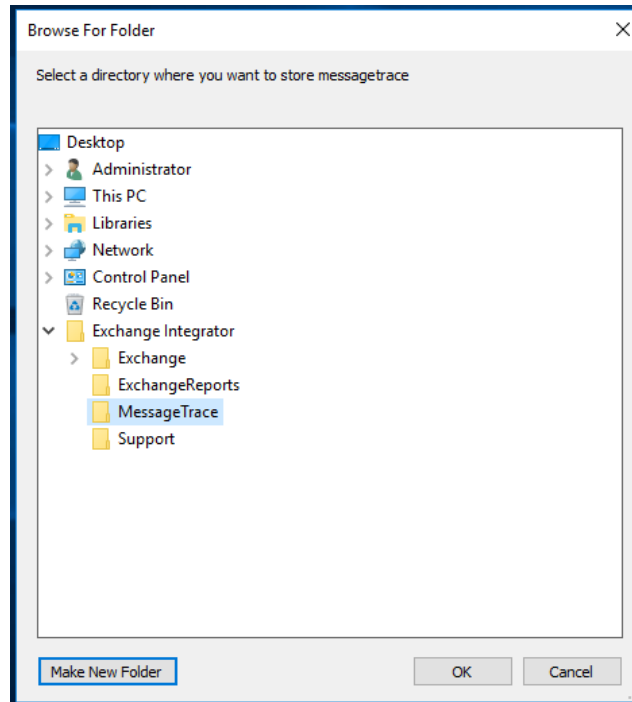 Browse For Folder
Select a directory where you want to store messagetrace
Desktop
Administrator
This PC
Libraries
Network
Control Panel
Recycle Bin
Exchange Integrator
Exchange
ExchangeReports
MessageTrace
Support
Make New Folder
OK
Cancel